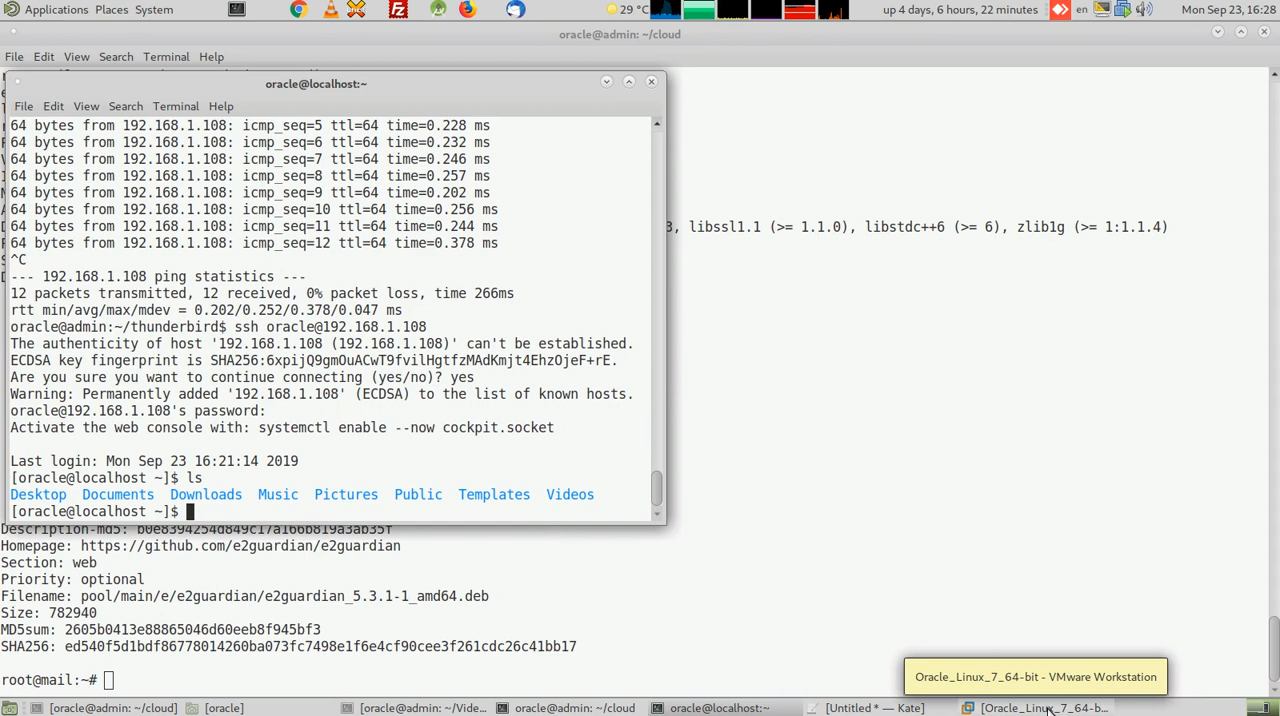 Applications Places System
29 °C
up 4 days, 6 hours, 22 minutes
en
Mon Sep 23, 16:28
oracle@admin: ~/cloud
File Edit View Search Terminal Help
oracle@localhost:~
File Edit View Search Terminal Help
64 bytes from 192.168.1.108: icmp_seq=5 ttl=64 time=0.228 ms
64 bytes from 192.168.1.108: icmp_seq=6 ttl=64 time=0.232 ms
64 bytes from 192.168.1.108: icmp_seq=7 ttl=64 time=0.246 ms
64 bytes from 192.168.1.108: icmp_seq=8 ttl=64 time=0.257 ms
64 bytes from 192.168.1.108: icmp_seq=9 ttl=64 time=0.202 ms
64 bytes from 192.168.1.108: icmp_seq=10 ttl=64 time=0.256 ms
64 bytes from 192.168.1.108: icmp_seq=11 ttl=64 time=0.244 ms
64 bytes from 192.168.1.108: icmp_seq=12 ttl=64 time=0.378 ms
^C
--- 192.168.1.108 ping statistics ---
12 packets transmitted, 12 received, 0% packet loss, time 266ms
rtt min/avg/max/mdev = 0.202/0.252/0.378/0.047 ms
oracle@admin:~/thunderbird$ ssh oracle@192.168.1.108
The authenticity of host '192.168.1.108 (192.168.1.108)' can't be established.
ECDSA key fingerprint is SHA256:6xpijQ9gmOuACwT9fvilHgtfzMAdKmjt4EhzOjeF+rE.
Are you sure you want to continue connecting (yes/no)? yes
Warning: Permanently added '192.168.1.108' (ECDSA) to the list of known hosts.
oracle@192.168.1.108's password:
Activate the web console with: systemctl enable --now cockpit.socket
Last login: Mon Sep 23 16:21:14 2019
[oracle@localhost ~]$ ls
Desktop Documents Downloads Music Pictures Public Templates Videos
[oracle@localhost ~]$
3, libssl1.1 (>= 1.1.0), libstdc++6 (>= 6), zlib1g (>= 1:1.1.4)
Description-md5: b0e8394254d849c17a166b819a3ab35f
Homepage: https://github.com/e2guardian/e2guardian
Section: web
Priority: optional
Filename: pool/main/e/e2guardian/e2guardian_5.3.1-1_amd64.deb
Size: 782940
MD5sum: 2605b0413e88865046d60eeb8f945bf3
SHA256: ed540f5d1bdf86778014260ba073fc7498e1f6e4cf90cee3f261cdc26c41bb17
root@mail:~#
Oracle_Linux_7_64-bit - VMware Workstation
[oracle@admin: ~/cloud]
[oracle]
[oracle@admin: ~/Vide...
oracle@admin: ~/cloud
oracle@localhost:~
[Untitled * — Kate]
[Oracle_Linux_7_64-b...